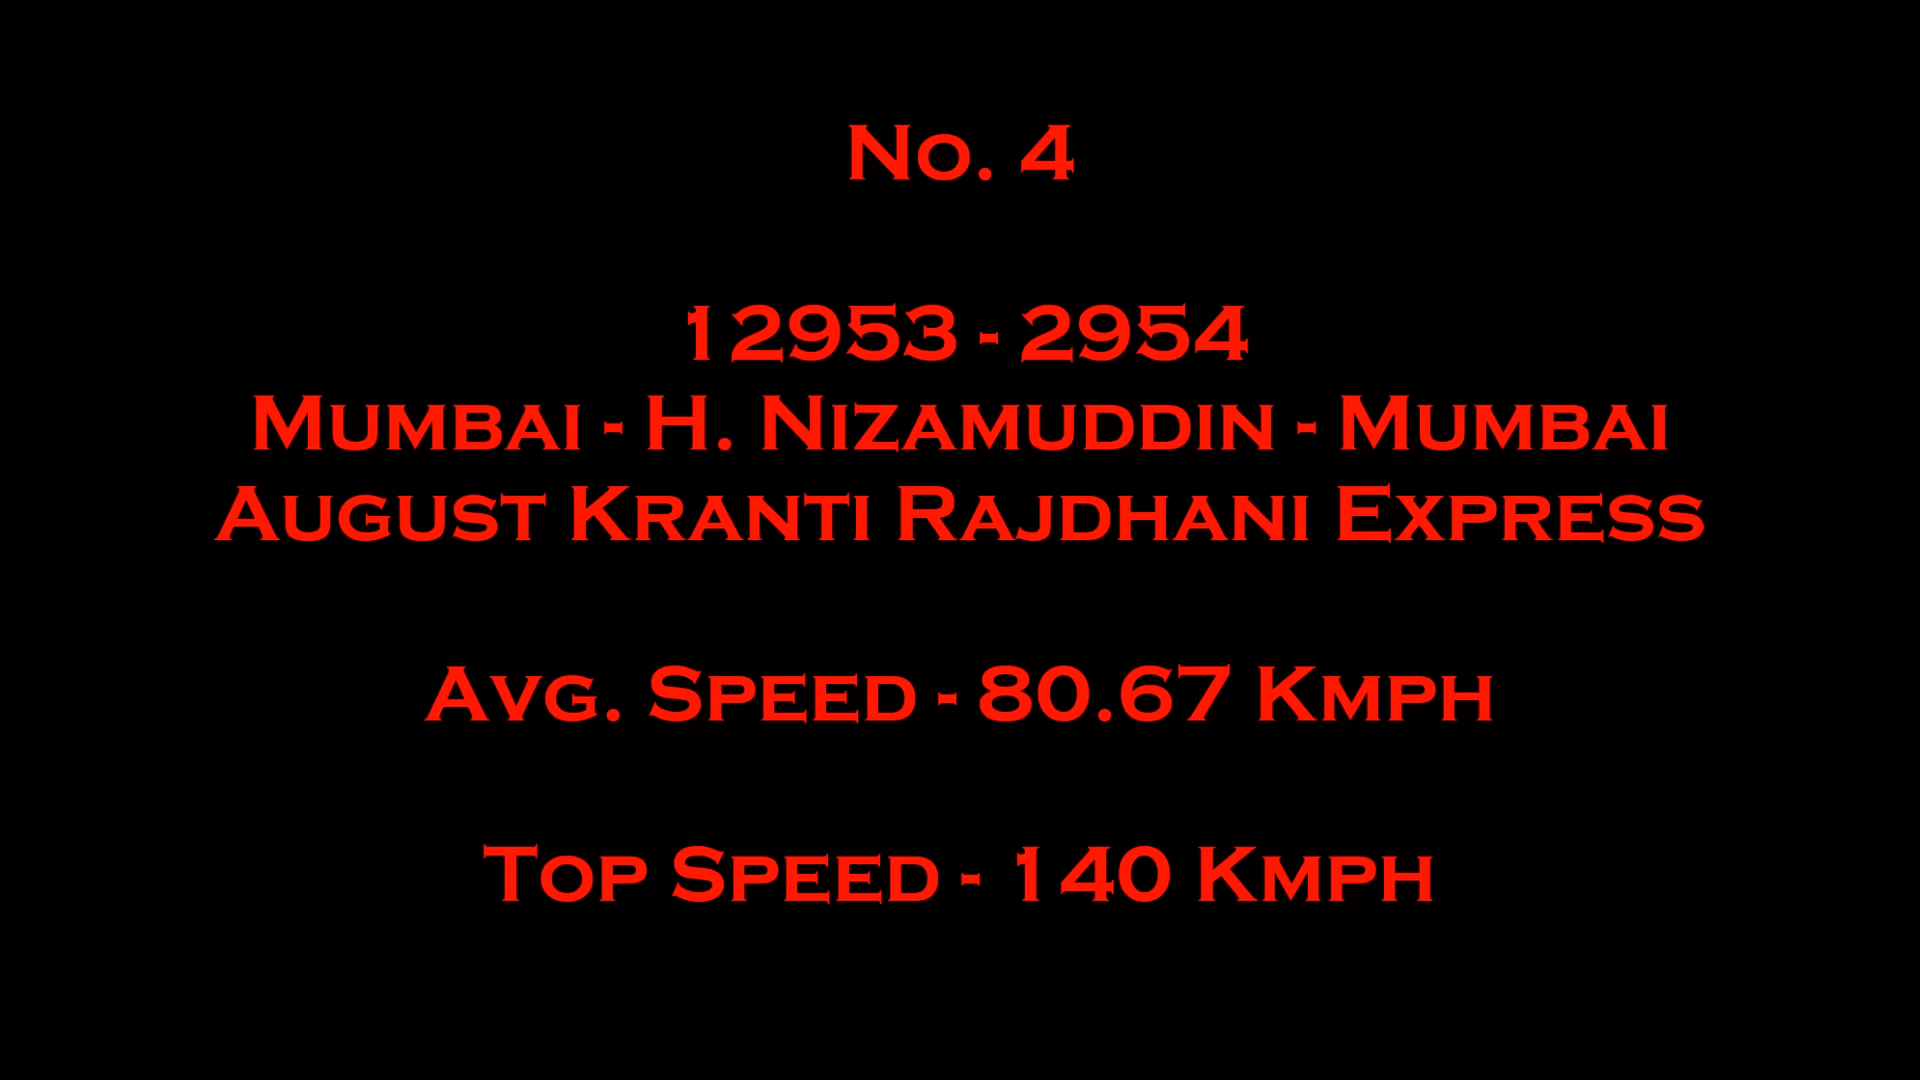 No. 4
12953 - 2954
Mumbai - H. Nizamuddin - Mumbai
August Kranti Rajdhani Express
Avg. Speed - 80.67 Kmph
Top Speed - 140 Kmph